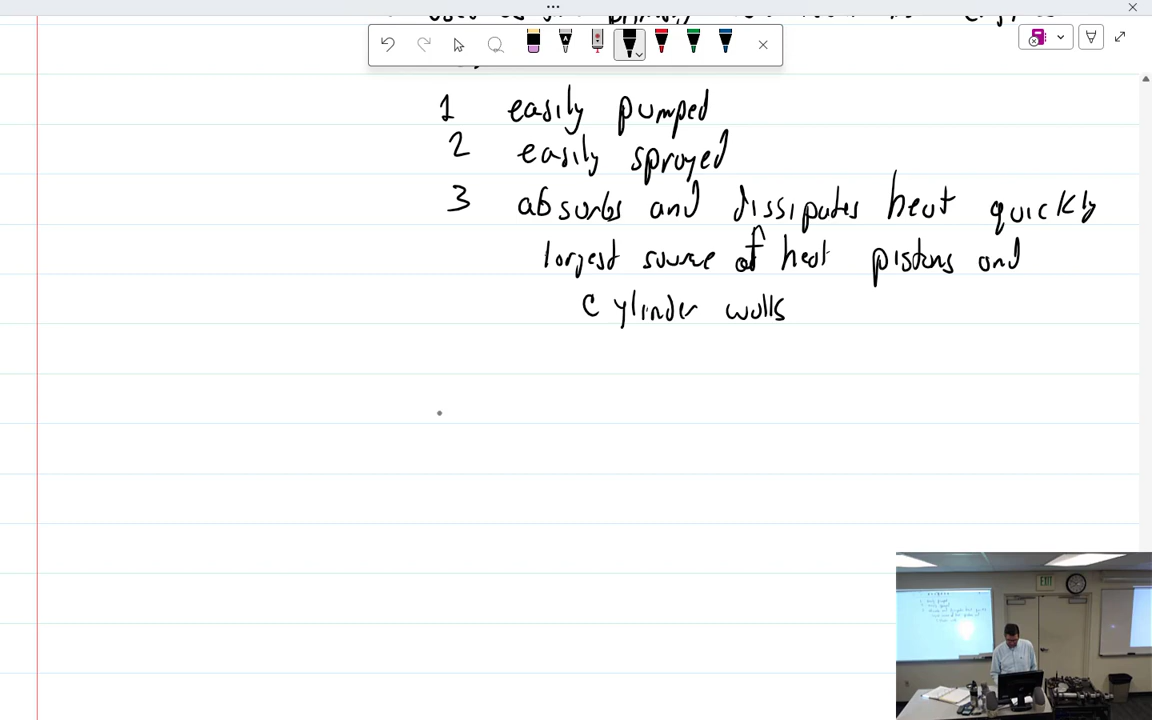 1 easily pumped
2 easily sprayed
3 absorbs and dissipates heat quickly
largest source of heat pistons and
cylinder walls
EXIT